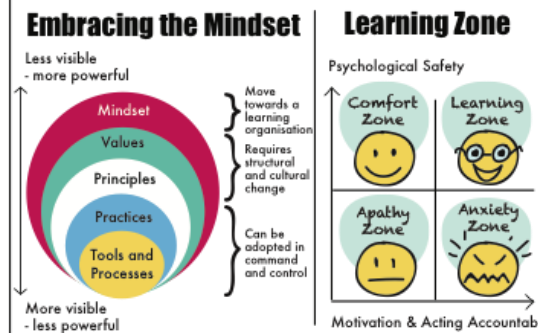 Embracing the Mindset
Less visible
- more powerful
Mindset
Values
Principles
Practices
Tools and
Processes
More visible
- less powerful
Move
towards a
learning
organisation
Requires
structural
and cultural
change
Can be
adopted in
command
and control
Learning Zone
Psychological Safety
Comfort
Zone
Learning
Zone
Apathy
Zone
Anxiety
Zone
Motivation & Acting Accountab